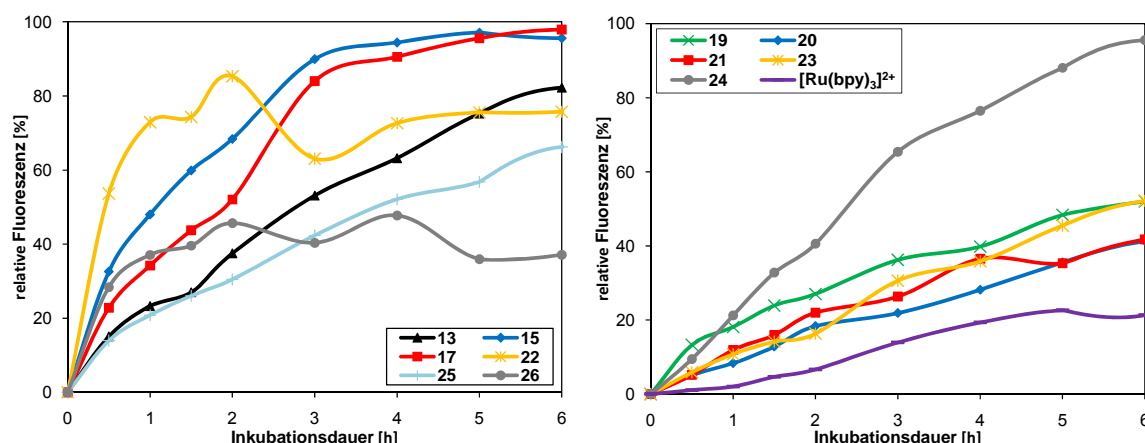 100
80
60
40
20
0
relative Fluoreszenz [%]
13 15
17 22
25 26
0 1 2 3 4 5 6
Inkubationsdauer [h]
100
80
60
40
20
0
relative Fluoreszenz [%]
19 20
21 23
24 [Ru(bpy)₃]²⁺
0 1 2 3 4 5 6
Inkubationsdauer [h]